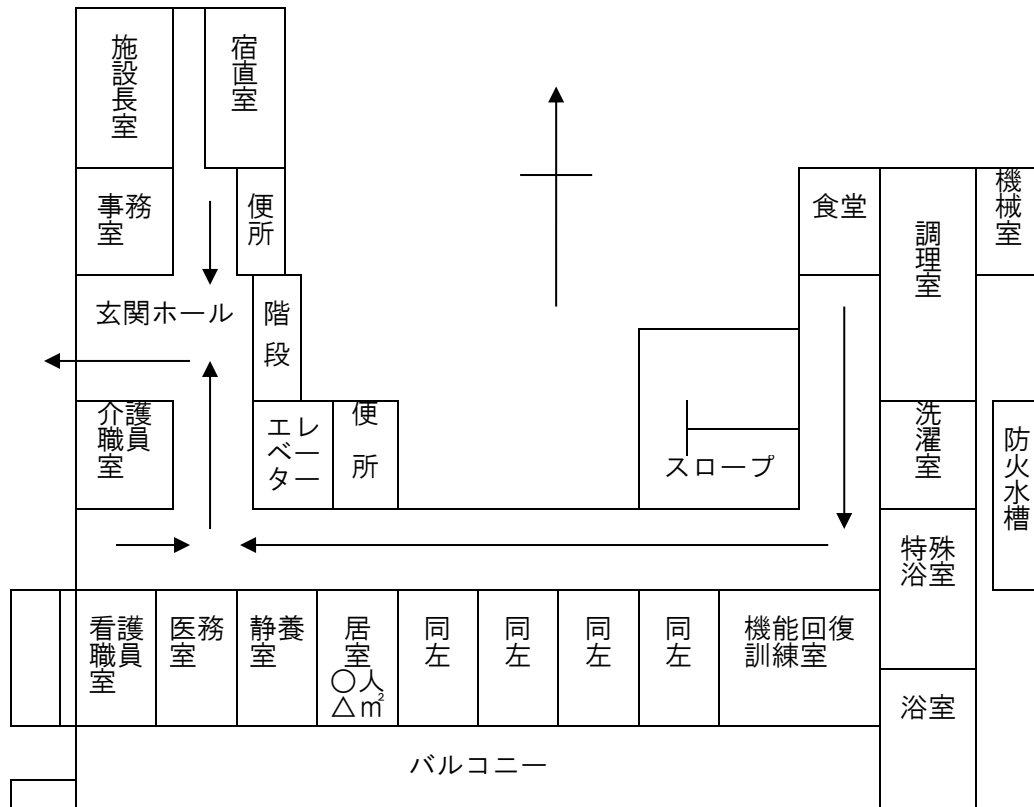 施設長室
宿直室
事務
室
便所
食堂
調理室
機械室
玄関ホール
階段
介護
職員
室
エレ
ベー
ター
便所
スロープ
洗濯室
防火水槽
特殊
浴室
看護
職員
室
医務
室
静養
室
居
室
○人
△㎡
同
左
同
左
同
左
同
左
機能回復
訓練室
浴室
バルコニー